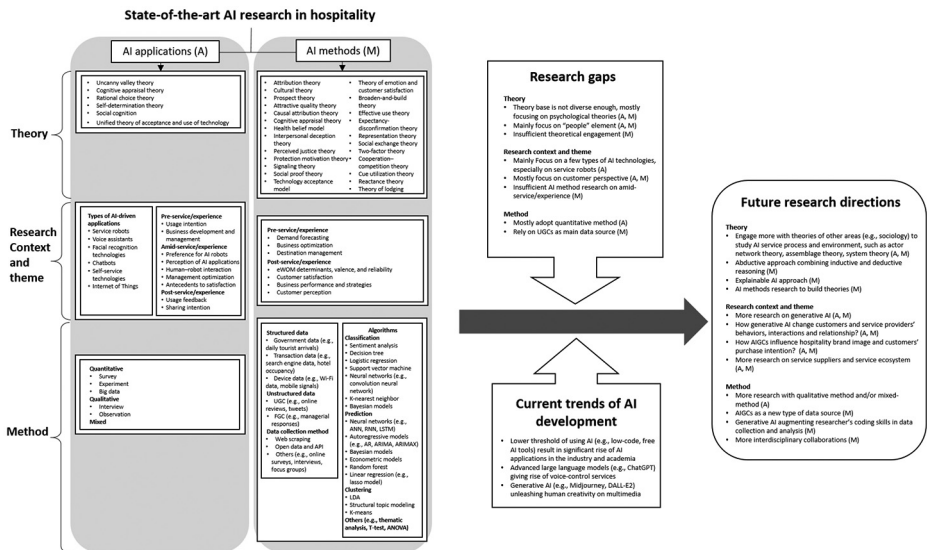 State-of-the-art AI research in hospitality
AI applications (A)
AI methods (M)
Theory
• Uncanny valley theory
• Cognitive appraisal theory
• Rational choice theory
• Self-determination theory
• Social cognition
• Unified theory of acceptance and use of technology
• Attribution theory
• Cultural theory
• Prospect theory
• Attractive quality theory
• Causal attribution theory
• Cognitive appraisal theory
• Health belief model
• Interpersonal deception
theory
• Perceived justice theory
• Protection motivation theory
• Signaling theory
• Social proof theory
• Technology acceptance
model
• Theory of emotion and
customer satisfaction
• Broaden-and-build theory
• Effective use theory
• Expectancy-
disconfirmation theory
• Representation theory
• Social exchange theory
• Two-factor theory
• Cooperation–
competition theory
• Cue utilization theory
• Reactance theory
• Theory of lodging
Research
Context
and
theme
Types of AI-driven
applications
• Service robots
• Voice assistants
• Facial recognition
technologies
• Chatbots
• Self-service
technologies
• Internet of Things
Pre-service/experience
• Usage intention
• Business development and
management
Amid-service/experience
• Preference for AI robots
• Perception of AI applications
• Human–robot interaction
• Management optimization
• Antecedents to satisfaction
Post-service/experience
• Usage feedback
• Sharing intention
Pre-service/experience
• Demand forecasting
• Business optimization
• Destination management
Post-service/experience
• eWOM determinants, valence, and reliability
• Customer satisfaction
• Business performance and strategies
• Customer perception
Method
Quantitative
• Survey
• Experiment
• Big data
Qualitative
• Interview
• Observation
Mixed
Structured data
• Government data (e.g.,
daily tourist arrivals)
• Transaction data (e.g.,
search engine data, hotel
occupancy)
• Device data (e.g., Wi-Fi
data, mobile signals)
Unstructured data
• UGC (e.g., online
reviews, tweets)
• FGC (e.g., managerial
responses)
Data collection method
• Web scraping
• Open data and API
• Others (e.g., online
surveys, interviews,
focus groups)
Algorithms
Classification
• Sentiment analysis
• Decision tree
• Logistic regression
• Support vector machine
• Neural networks (e.g.,
convolution neural
network)
• K-nearest neighbor
• Bayesian models
Prediction
• Neural networks (e.g.,
ANN, RNN, LSTM)
• Autoregressive models
(e.g., AR, ARIMA, ARIMAX)
• Bayesian models
• Econometric models
• Random forest
• Linear regression (e.g.,
lasso model)
Clustering
• LDA
• Structural topic modeling
• K-means
Others (e.g., thematic
analysis, T-test, ANOVA)
Research gaps
Theory
• Theory base is not diverse enough, mostly
focusing on psychological theories (A, M)
• Mainly focus on “people” element (A, M)
• Insufficient theoretical engagement (M)
Research context and theme
• Mainly Focus on a few types of AI technologies,
especially on service robots (A)
• Mostly focus on customer perspective (A, M)
• Insufficient AI method research on amid-
service/experience (M)
Method
• Mostly adopt quantitative method (A)
• Rely on UGCs as main data source (M)
Current trends of AI
development
• Lower threshold of using AI (e.g., low-code, free
AI tools) result in significant rise of AI
applications in the industry and academia
• Advanced large language models (e.g., ChatGPT)
giving rise of voice-control services
• Generative AI (e.g., Midjourney, DALL-E2)
unleashing human creativity on multimedia
Future research directions
Theory
• Engage more with theories of other areas (e.g., sociology) to
study AI service process and environment, such as actor
network theory, assemblage theory, system theory (A, M)
• Abductive approach combining inductive and deductive
reasoning (M)
• Explainable AI approach (M)
• AI methods research to build theories (M)
Research context and theme
• More research on generative AI (A, M)
• How generative AI change customers and service providers’
behaviors, interactions and relationship? (A, M)
• How AIGCs influence hospitality brand image and customers’
purchase intention? (A, M)
• More research on service suppliers and service ecosystem
(A, M)
Method
• More research with qualitative method and/or mixed-
method (A)
• AIGCs as a new type of data source (M)
• Generative AI augmenting researcher’s coding skills in data
collection and analysis (M)
• More interdisciplinary collaborations (M)